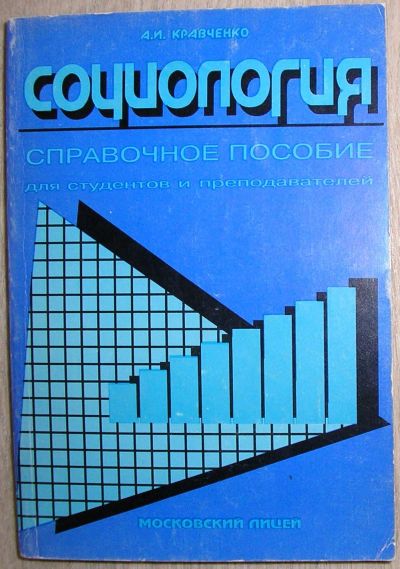 А.И. КРАВЧЕНКО
СОЦИОЛОГИЯ
СПРАВОЧНОЕ ПОСОБИЕ
для студентов и преподавателей
МОСКОВСКИЙ ЛИЦЕЙ